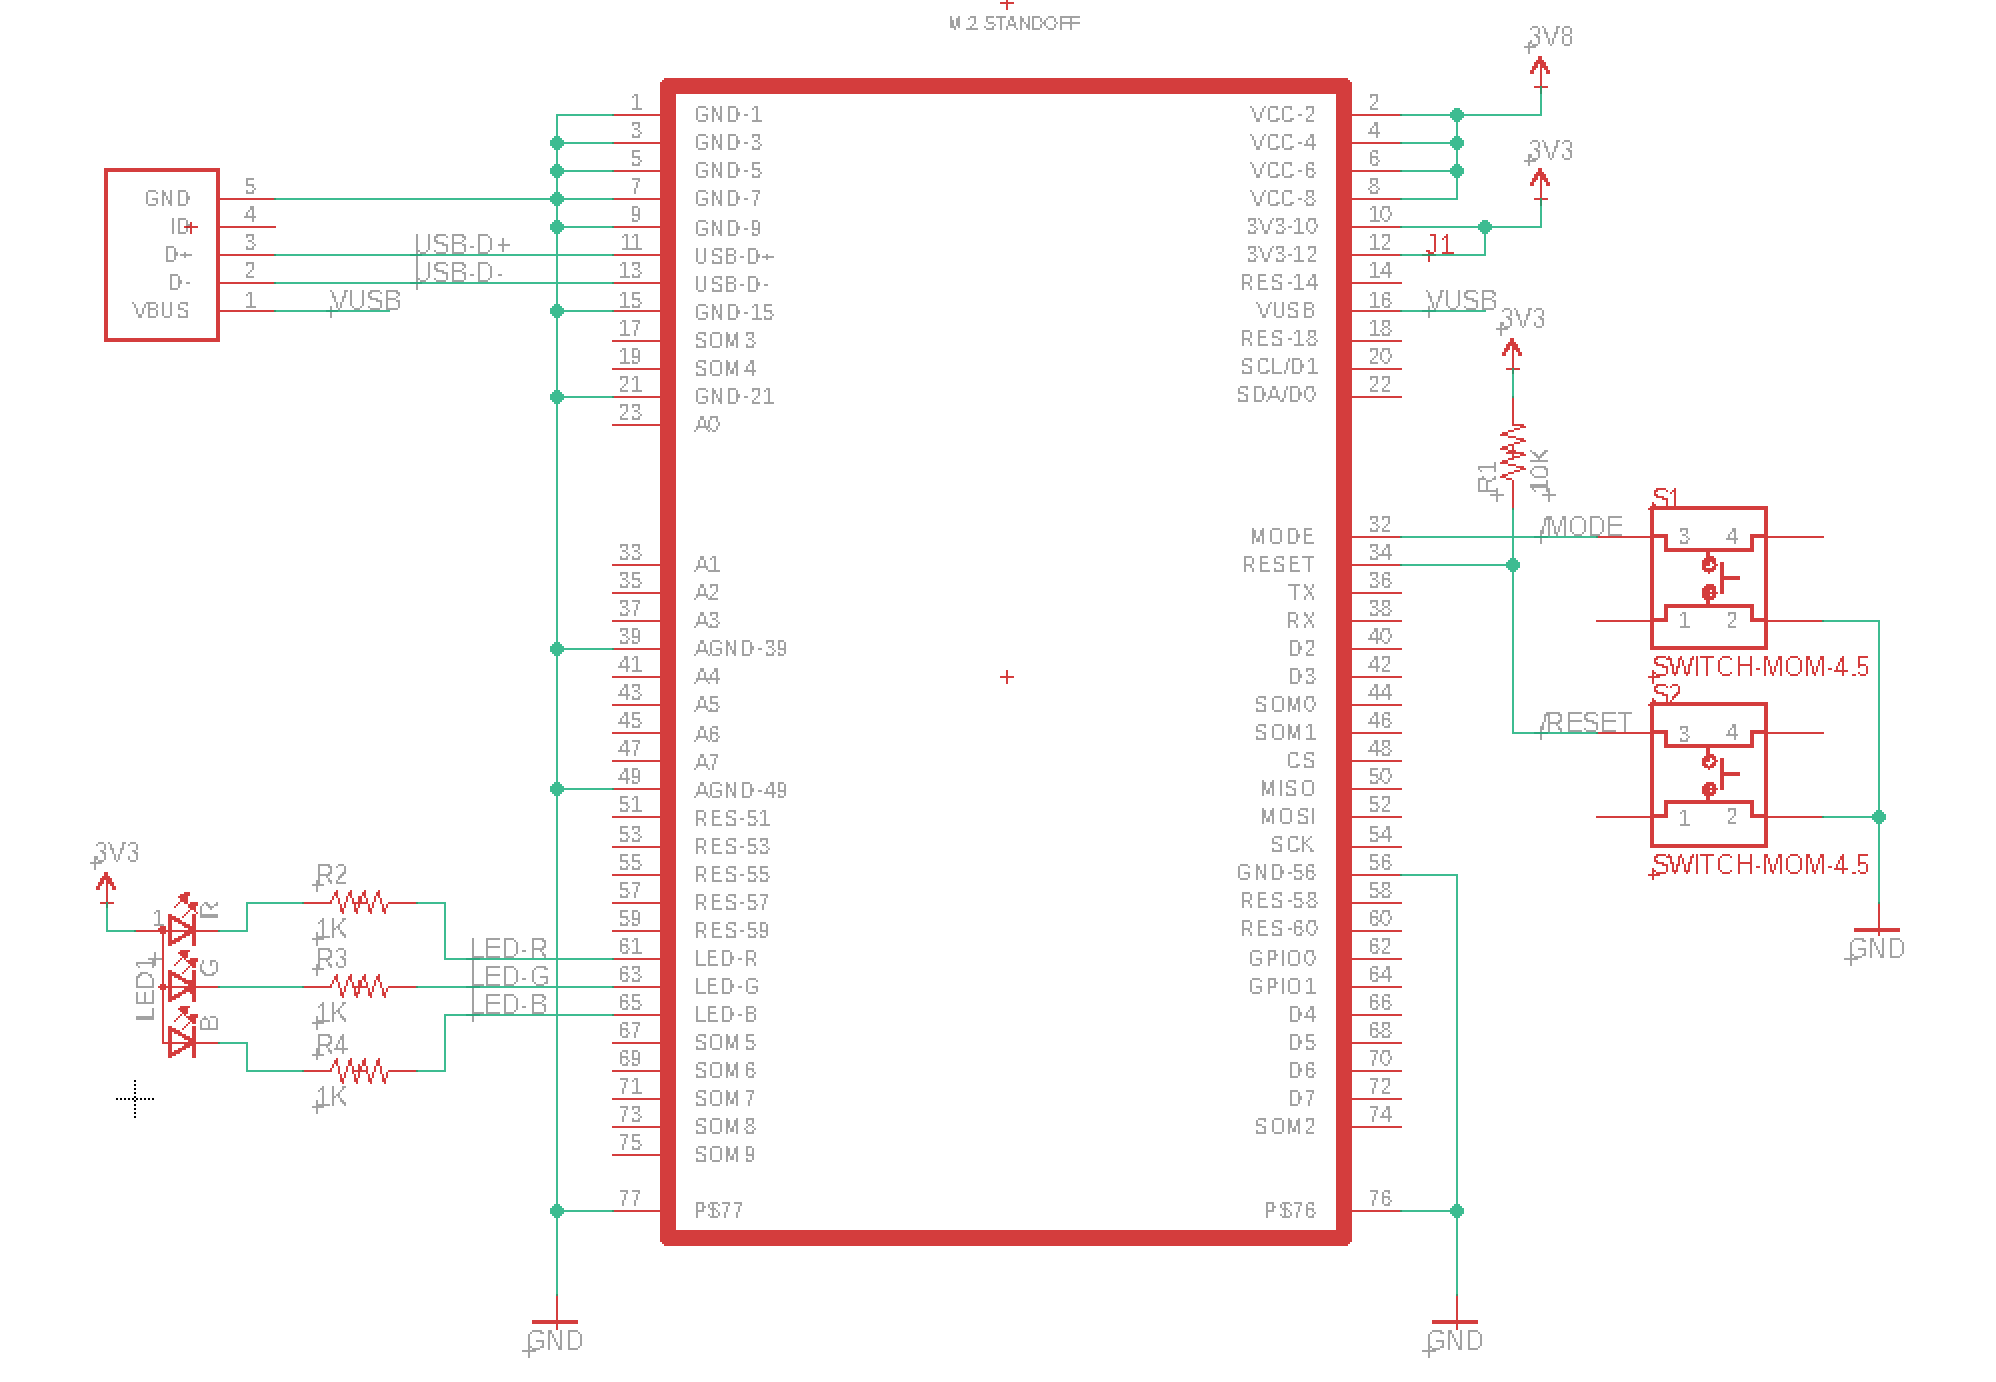 M.2 STANDOFF
3V8
1 GND-1 VCC-2 2
3 GND-3 VCC-4 4
3V3
5 GND-5 VCC-6 6
GND 5 7 GND-7 VCC-8 8
ID 4 9 GND-9 3V3-10 10
D+ 3 USB-D+ 11 USB-D+ 3V3-12 12 J1
D- 2 USB-D- 13 USB-D- RES-14 14
VBUS 1 VUSB 15 GND-15 VUSB 16 VUSB
3V3
17 SOM3 RES-18 18
19 SOM4 SCL/D1 20
21 GND-21 SDA/D0 22
23 A0
R1 10K
S1
MODE 32 /MODE 3 4
33 A1 RESET 34
35 A2 TX 36
37 A3 RX 38 1 2
39 AGND-39 D2 40
SWITCH-MOM-4.5
41 A4 D3 42
S2
43 A5 SOM0 44
45 A6 SOM1 46 /RESET 3 4
47 A7 CS 48
49 AGND-49 MISO 50
51 RES-51 MOSI 52 1 2
53 RES-53 SCK 54
3V3
SWITCH-MOM-4.5
55 RES-55 GND-56 56
R2
57 RES-57 RES-58 58
1 R 1K 59 RES-59 RES-60 60
GND
LED-R 61 LED-R GPIO0 62
R3
LED1 G LED-G 63 LED-G GPIO1 64
1K
B LED-B 65 LED-B D4 66
R4
67 SOM5 D5 68
69 SOM6 D6 70
1K
71 SOM7 D7 72
73 SOM8 SOM2 74
75 SOM9
77 P$77 P$76 76
GND GND